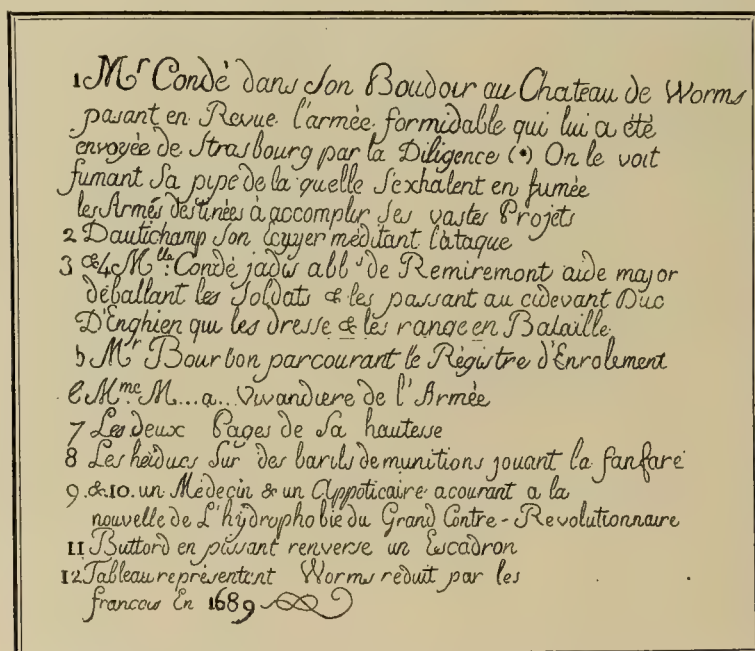 1 Mr Condé dans son Boudoir au Chateau de Worms
pasant en Revue l'armée formidable qui lui a été
envoyée de Strasbourg par la Diligence (•) On le voit
fumant sa pipe de la quelle s'exhalent en fumée
les Armés destinées à accomplir ses vastes Projets
2 Dautichamp son Ecuyer meditant l'ataque
3 & 4 Mlle Condé jadis abbs de Remiremont aide major
déballant les soldats & les passant au cidevant Duc
D'Enghien qui les dresse & les range en Bataille
5 Mr Bourbon parcourant le Régistre d'Enrolement
6 Mme M...a... Vivandiere de l'Armée
7 Les deux Pages de sa hautesse
8 Les heiducs sur des barils de munitions jouant la fanfare
9. &. 10. un Médecin & un Appoticaire acourant a la
nouvelle de L'hydrophobie du Grand Contre-Revolutionnaire
11 Buttord en pissant renverse un Escadron
12 Tableau représentent Worms reduit par les
francois En 1689